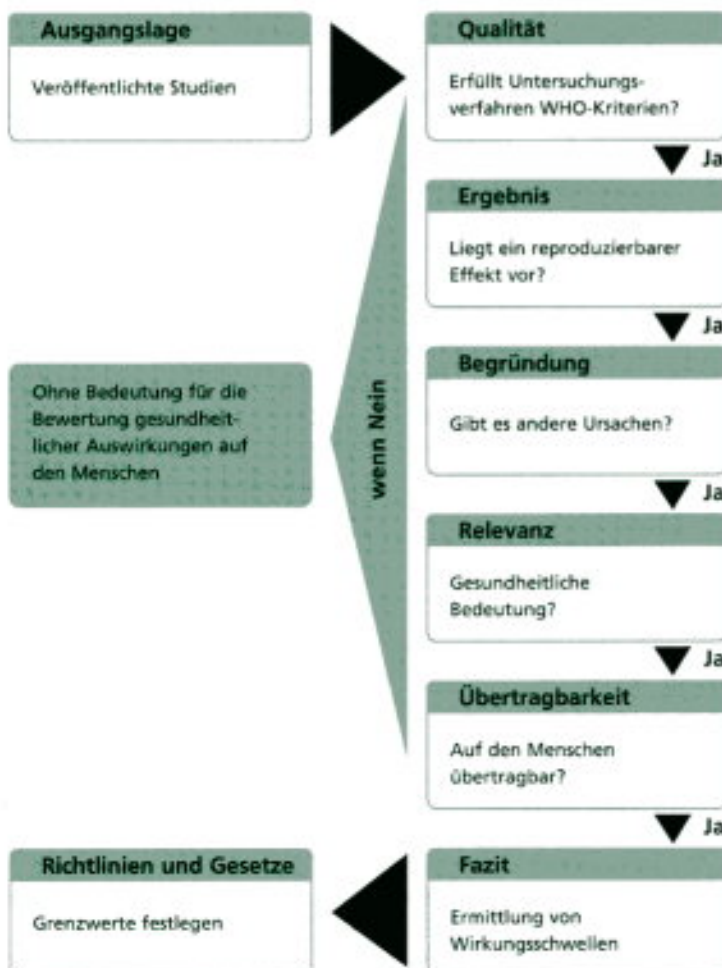 Ausgangslage
Veröffentlichte Studien
Qualität
Erfüllt Untersuchungs-
verfahren WHO-Kriterien?
Ja
Ergebnis
Liegt ein reproduzierbarer
Effekt vor?
Ja
Begründung
Gibt es andere Ursachen?
Ja
Relevanz
Gesundheitliche
Bedeutung?
Ja
Übertragbarkeit
Auf den Menschen
übertragbar?
Ja
wenn Nein
Ohne Bedeutung für die
Bewertung gesundheit-
licher Auswirkungen auf
den Menschen
Fazit
Ermittlung von
Wirkungsschwellen
Richtlinien und Gesetze
Grenzwerte festlegen